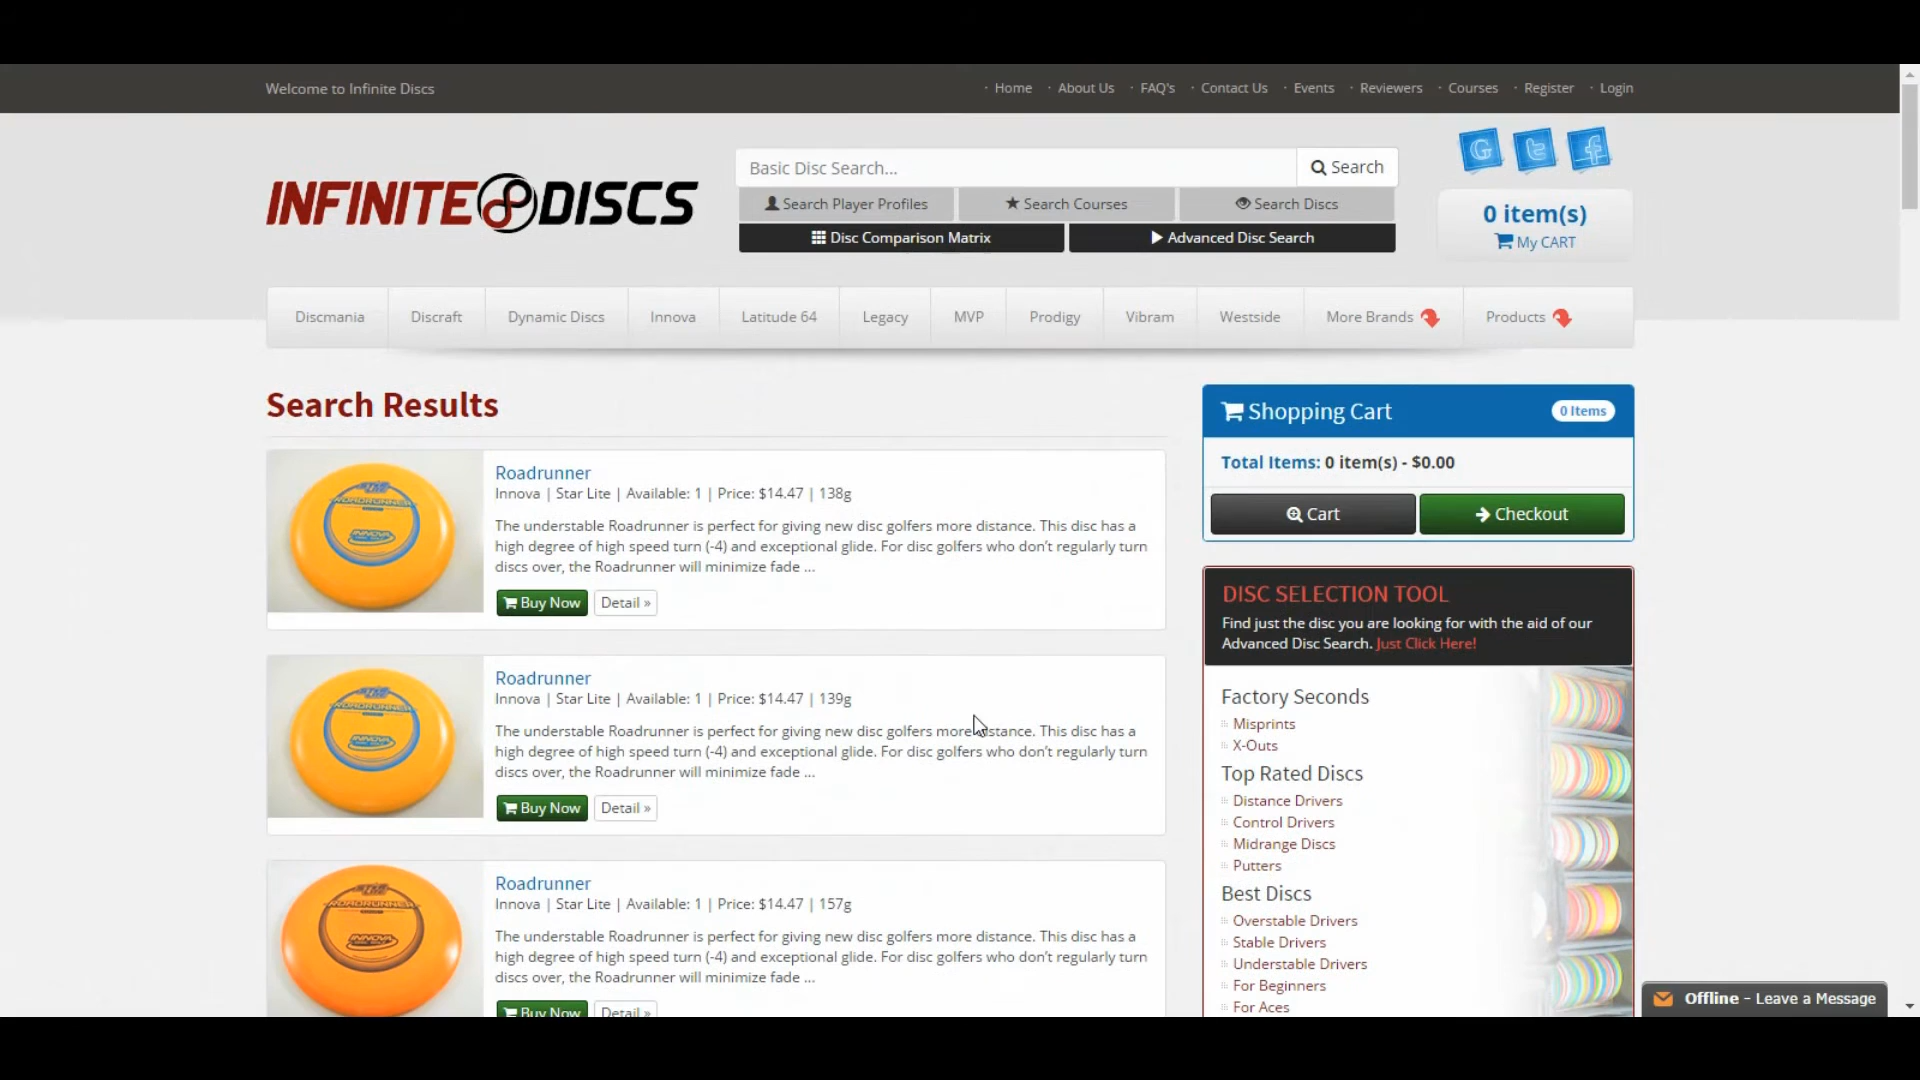 Welcome to Infinite Discs
Home
About Us
FAQ's
Contact Us
Events
Reviewers
Courses
Register
Login
INFINITE DISCS
Basic Disc Search...
Search
Search Player Profiles
Search Courses
Search Discs
Disc Comparison Matrix
Advanced Disc Search
0 item(s)
My CART
Discmania
Discraft
Dynamic Discs
Innova
Latitude 64
Legacy
MVP
Prodigy
Vibram
Westside
More Brands
Products
Search Results
Roadrunner
Innova | Star Lite | Available: 1 | Price: $14.47 | 138g
The understable Roadrunner is perfect for giving new disc golfers more distance. This disc has a
high degree of high speed turn (-4) and exceptional glide. For disc golfers who don't regularly turn
discs over, the Roadrunner will minimize fade ...
Buy Now
Detail »
Roadrunner
Innova | Star Lite | Available: 1 | Price: $14.47 | 139g
The understable Roadrunner is perfect for giving new disc golfers more distance. This disc has a
high degree of high speed turn (-4) and exceptional glide. For disc golfers who don't regularly turn
discs over, the Roadrunner will minimize fade ...
Buy Now
Detail »
Roadrunner
Innova | Star Lite | Available: 1 | Price: $14.47 | 157g
The understable Roadrunner is perfect for giving new disc golfers more distance. This disc has a
high degree of high speed turn (-4) and exceptional glide. For disc golfers who don't regularly turn
discs over, the Roadrunner will minimize fade ...
Buy Now
Detail »
Shopping Cart
0 Items
Total Items: 0 item(s) - $0.00
Cart
Checkout
DISC SELECTION TOOL
Find just the disc you are looking for with the aid of our
Advanced Disc Search. Just Click Here!
Factory Seconds
Misprints
X-Outs
Top Rated Discs
Distance Drivers
Control Drivers
Midrange Discs
Putters
Best Discs
Overstable Drivers
Stable Drivers
Understable Drivers
For Beginners
For Aces
Offline - Leave a Message